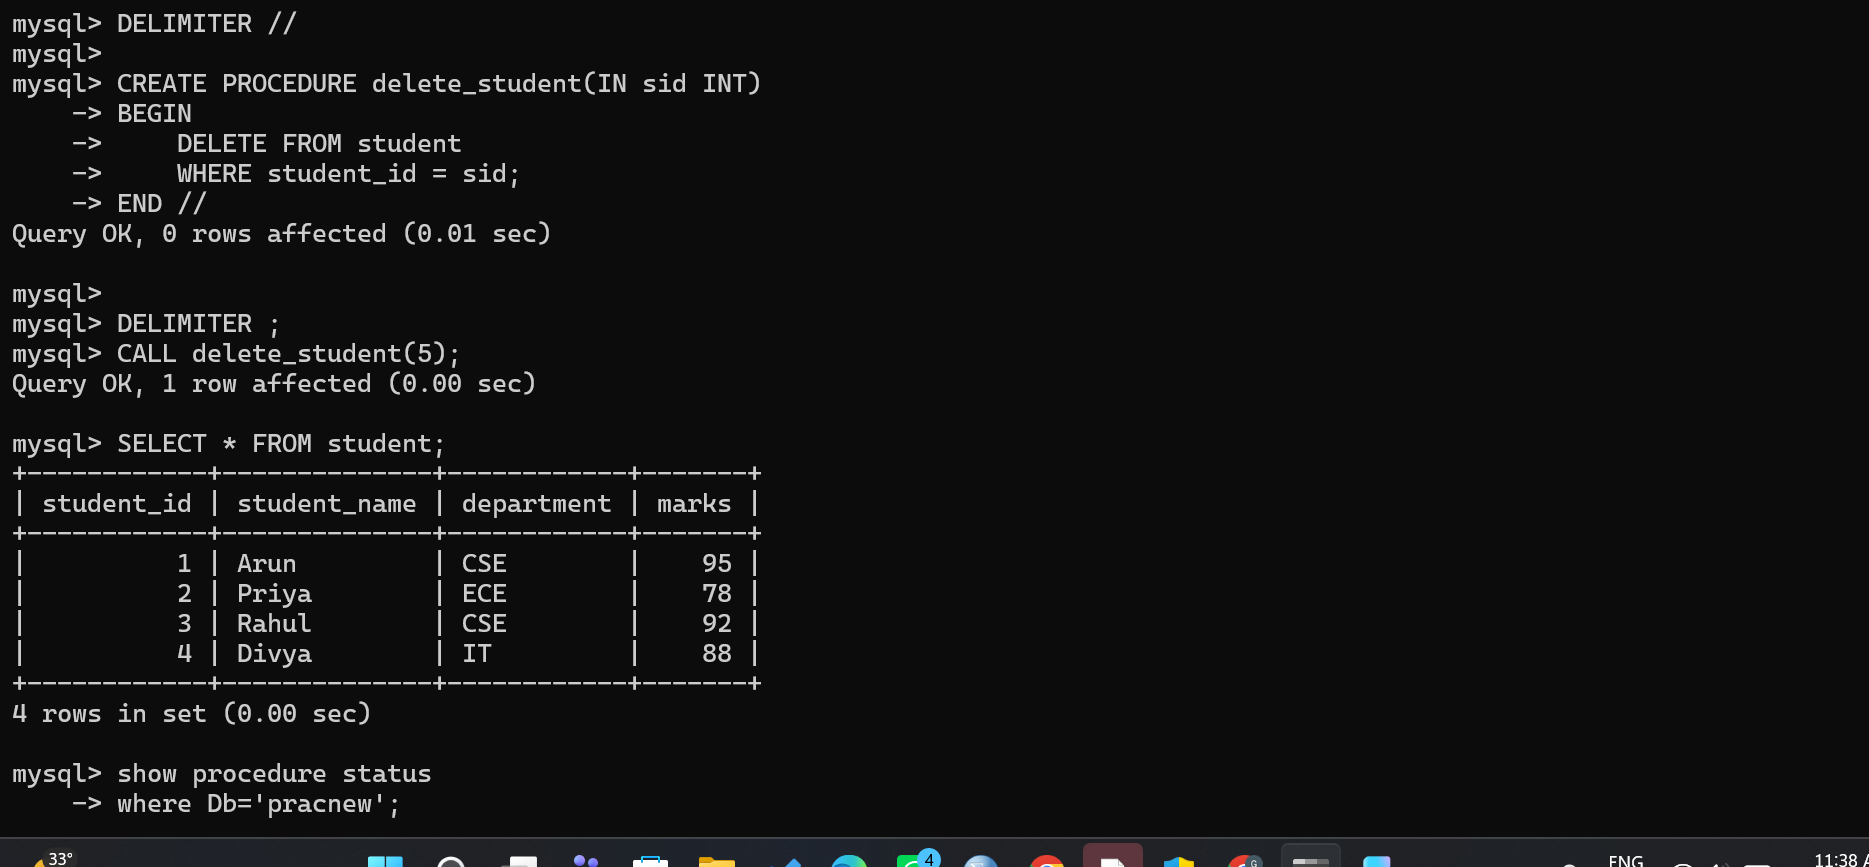 mysql> DELIMITER //
mysql>
mysql> CREATE PROCEDURE delete_student(IN sid INT)
    -> BEGIN
    ->     DELETE FROM student
    ->     WHERE student_id = sid;
    -> END //
Query OK, 0 rows affected (0.01 sec)

mysql>
mysql> DELIMITER ;
mysql> CALL delete_student(5);
Query OK, 1 row affected (0.00 sec)

mysql> SELECT * FROM student;
+------------+--------------+------------+-------+
| student_id | student_name | department | marks |
+------------+--------------+------------+-------+
|          1 | Arun         | CSE        |    95 |
|          2 | Priya        | ECE        |    78 |
|          3 | Rahul        | CSE        |    92 |
|          4 | Divya        | IT         |    88 |
+------------+--------------+------------+-------+
4 rows in set (0.00 sec)

mysql> show procedure status
    -> where Db='pracnew';
33° 4 G ENG 11:38